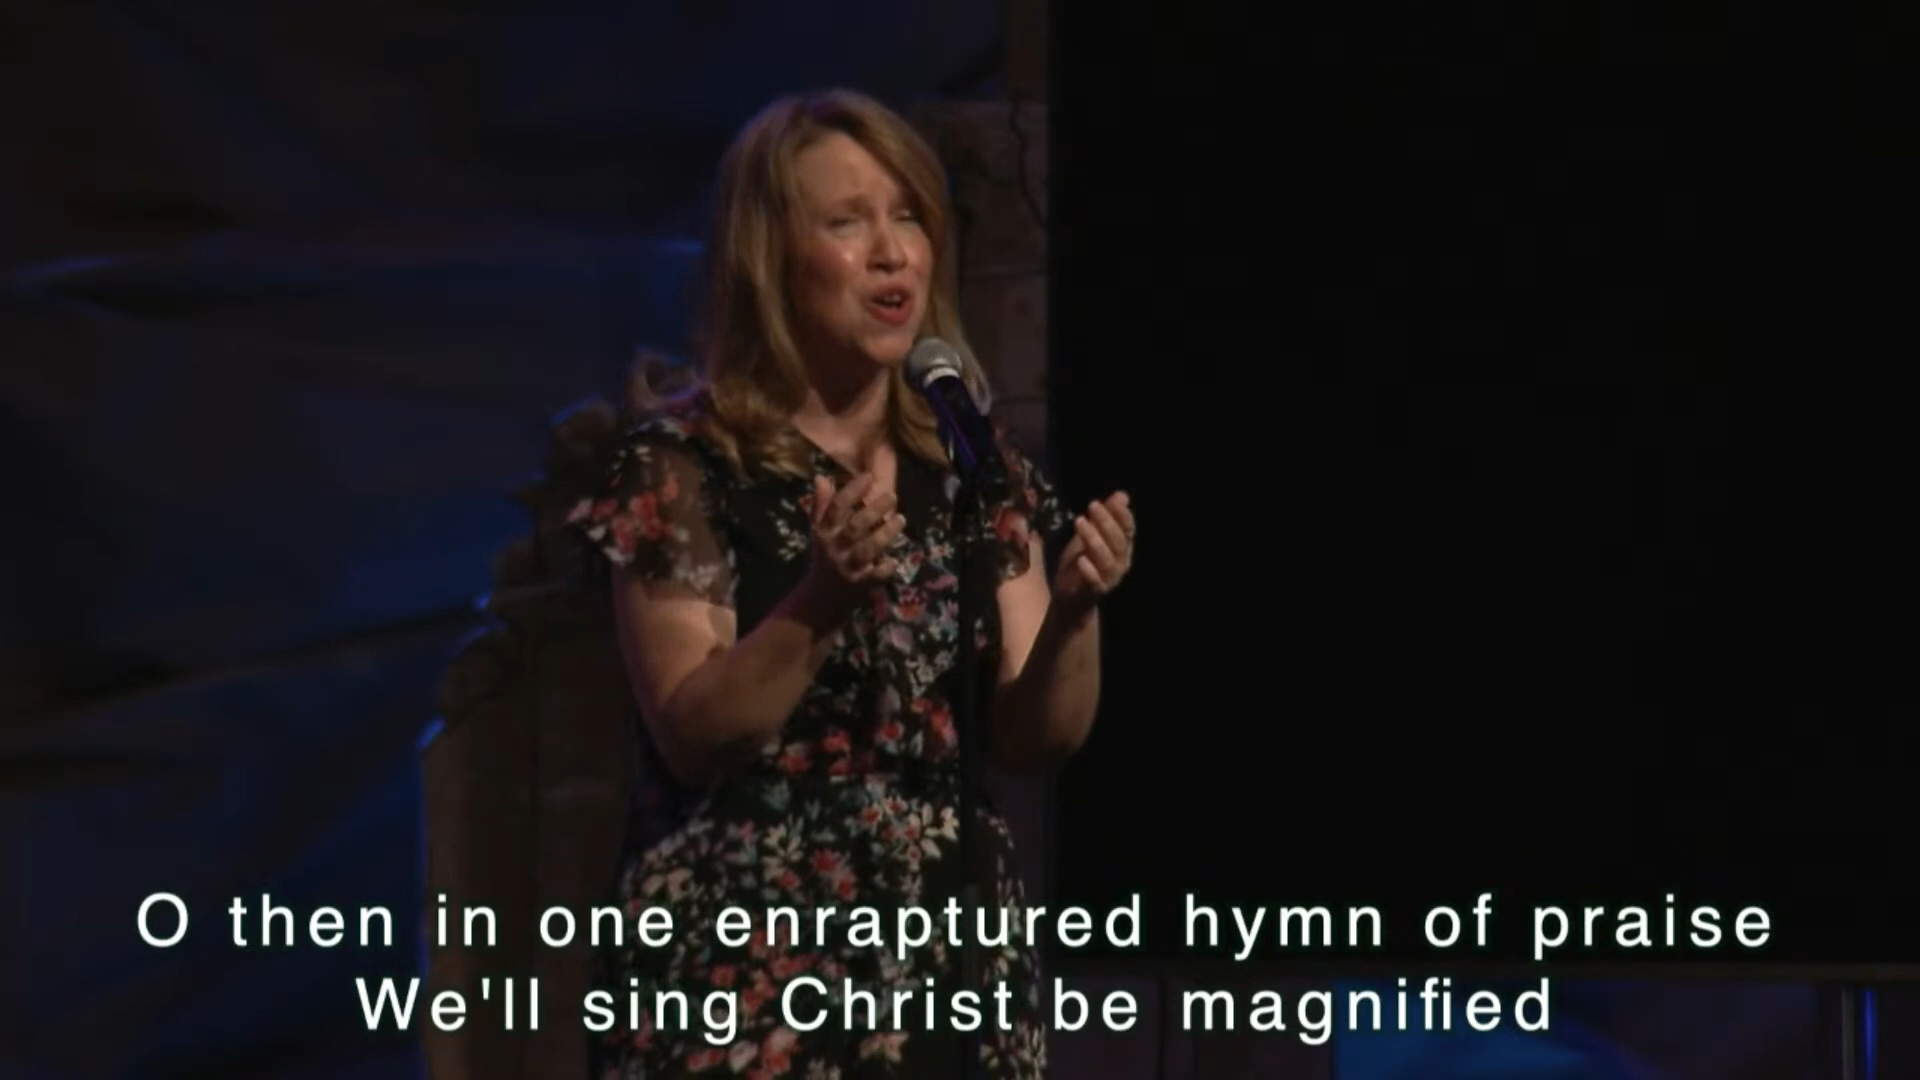 O then in one enraptured hymn of praise
We'll sing Christ be magnified